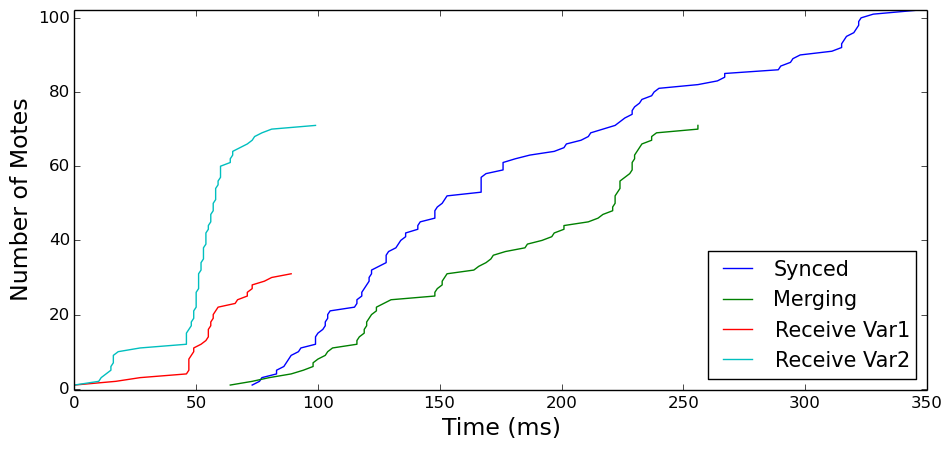 100
80
60
40
20
0
Number of Motes
0 50 100 150 200 250 300 350
Time (ms)
Synced
Merging
Receive Var1
Receive Var2